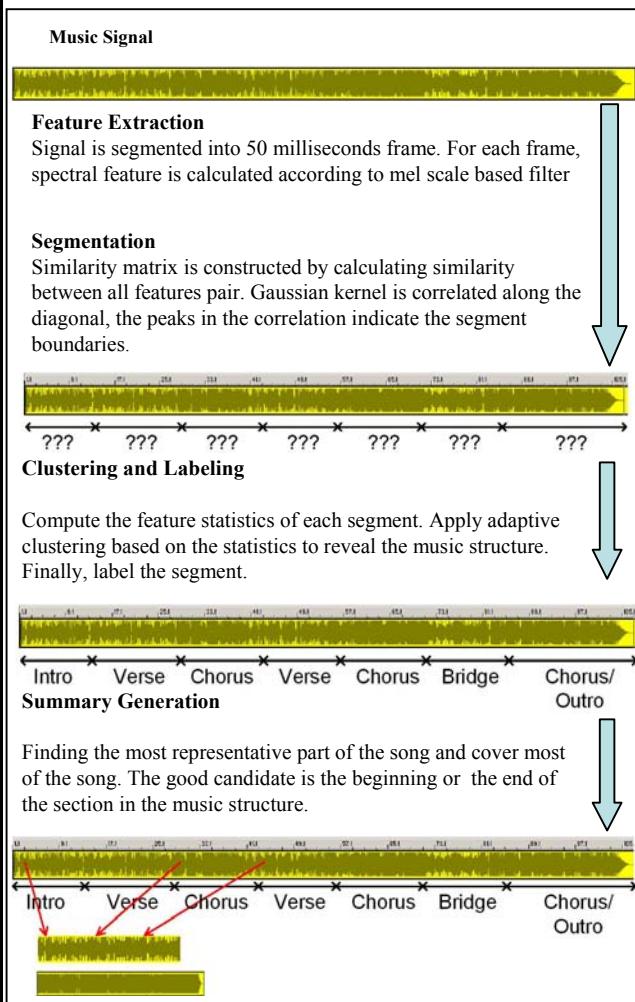 Music Signal
Feature Extraction
Signal is segmented into 50 milliseconds frame. For each frame,
spectral feature is calculated according to mel scale based filter
Segmentation
Similarity matrix is constructed by calculating similarity
between all features pair. Gaussian kernel is correlated along the
diagonal, the peaks in the correlation indicate the segment
boundaries.
??? ??? ??? ??? ??? ??? ???
Clustering and Labeling
Compute the feature statistics of each segment. Apply adaptive
clustering based on the statistics to reveal the music structure.
Finally, label the segment.
Intro Verse Chorus Verse Chorus Bridge Chorus/
Outro
Summary Generation
Finding the most representative part of the song and cover most
of the song. The good candidate is the beginning or the end of
the section in the music structure.
Intro Verse Chorus Verse Chorus Bridge Chorus/
Outro